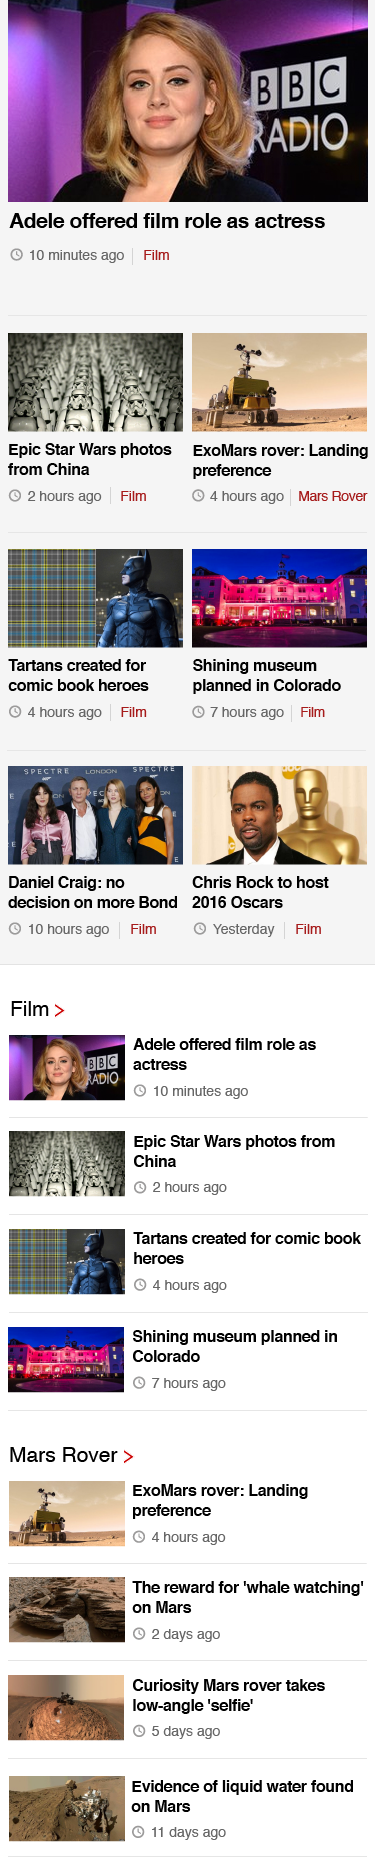 BBC
RADIO
Adele offered film role as actress
10 minutes ago
Film
Epic Star Wars photos
from China
2 hours ago
Film
ExoMars rover: Landing
preference
4 hours ago
Mars Rover
Tartans created for
comic book heroes
4 hours ago
Film
Shining museum
planned in Colorado
7 hours ago
Film
SPECTRE
LONDON
SPECTRE
Daniel Craig: no
decision on more Bond
10 hours ago
Film
Chris Rock to host
2016 Oscars
Yesterday
Film
Film >
BBC
RADIO
Adele offered film role as
actress
10 minutes ago
Epic Star Wars photos from
China
2 hours ago
Tartans created for comic book
heroes
4 hours ago
Shining museum planned in
Colorado
7 hours ago
Mars Rover >
ExoMars rover: Landing
preference
4 hours ago
The reward for 'whale watching'
on Mars
2 days ago
Curiosity Mars rover takes
low-angle 'selfie'
5 days ago
Evidence of liquid water found
on Mars
11 days ago